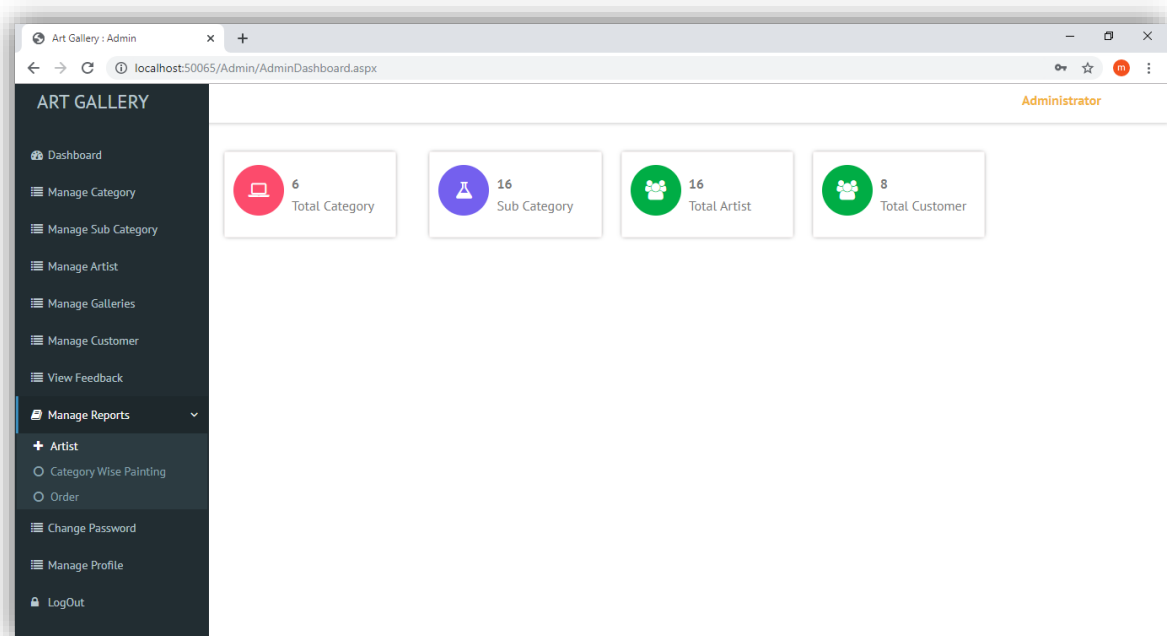 Art Gallery : Admin
localhost:50065/Admin/AdminDashboard.aspx
m
ART GALLERY
Administrator
Dashboard
Manage Category
Manage Sub Category
Manage Artist
Manage Galleries
Manage Customer
View Feedback
Manage Reports
Artist
Category Wise Painting
Order
Change Password
Manage Profile
LogOut
6
Total Category
16
Sub Category
16
Total Artist
8
Total Customer